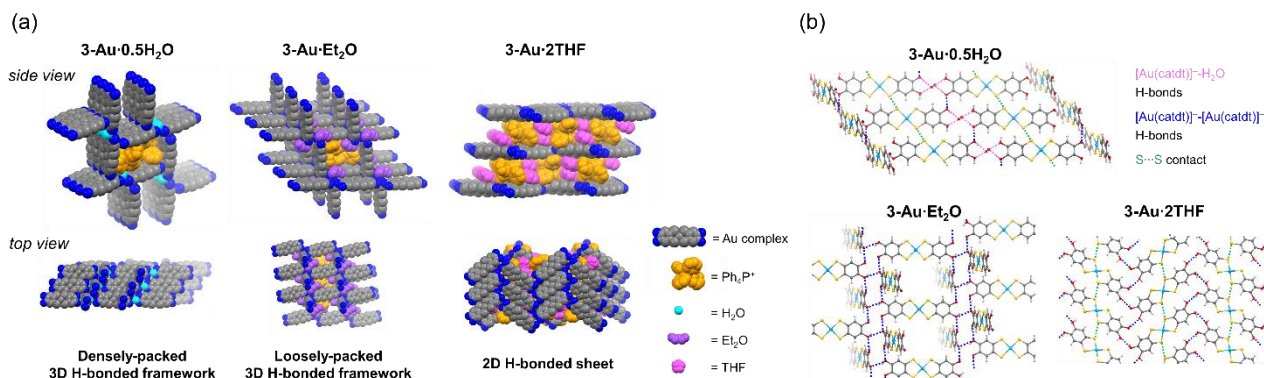 (a)
3-Au·0.5H₂O
3-Au·Et₂O
3-Au·2THF
side view
top view
Densely-packed
3D H-bonded framework
Loosely-packed
3D H-bonded framework
2D H-bonded sheet
= Au complex
= Ph₄P⁺
= H₂O
= Et₂O
= THF
(b)
3-Au·0.5H₂O
[Au(catdt)]⁻-H₂O
H-bonds
[Au(catdt)]⁻-[Au(catdt)]⁻
H-bonds
S···S contact
3-Au·Et₂O
3-Au·2THF